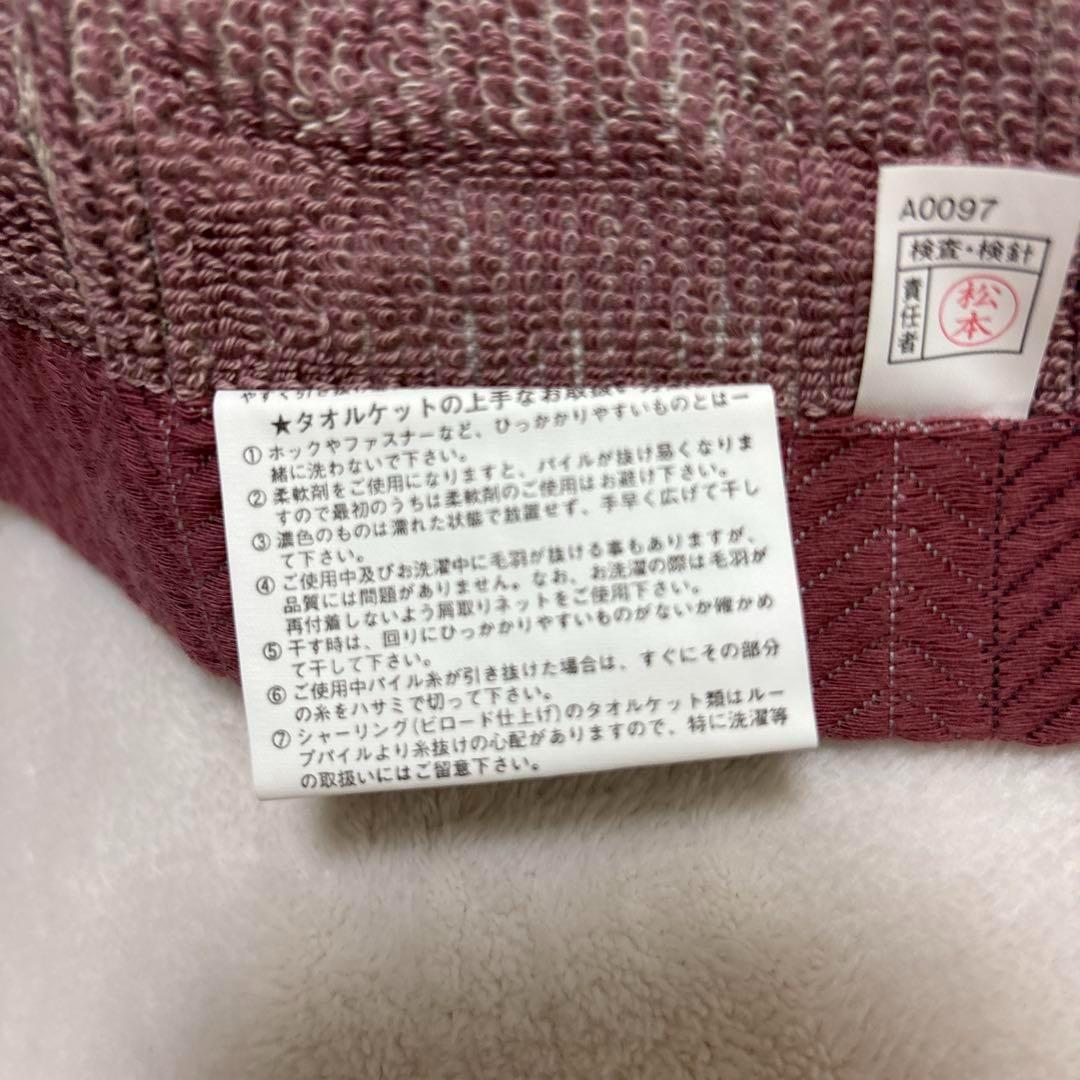 A0097
検査・検針
責任者
松本
★タオルケットの上手なお取扱い
①ホックやファスナーなど、ひっかかりやすいものとは一
緒に洗わないで下さい。
②柔軟剤をご使用になりますと、パイルが抜け易くなりま
すので最初のうちは柔軟剤のご使用はお避け下さい。
③濃色のものは濡れた状態で放置せず、手早く広げて干し
て下さい。
④ご使用中及びお洗濯中に毛羽が抜ける事もありますが、
品質には問題がありません。なお、お洗濯の際は毛羽が
再付着しないよう屑取りネットをご使用下さい。
⑤干す時は、回りにひっかかりやすいものがないか確かめ
て干して下さい。
⑥ご使用中パイル糸が引き抜けた場合は、すぐにその部分
の糸をハサミで切って下さい。
⑦シャーリング(ビロード仕上げ)のタオルケット類はルー
プパイルより糸抜けの心配がありますので、特に洗濯等
の取扱いにはご留意下さい。